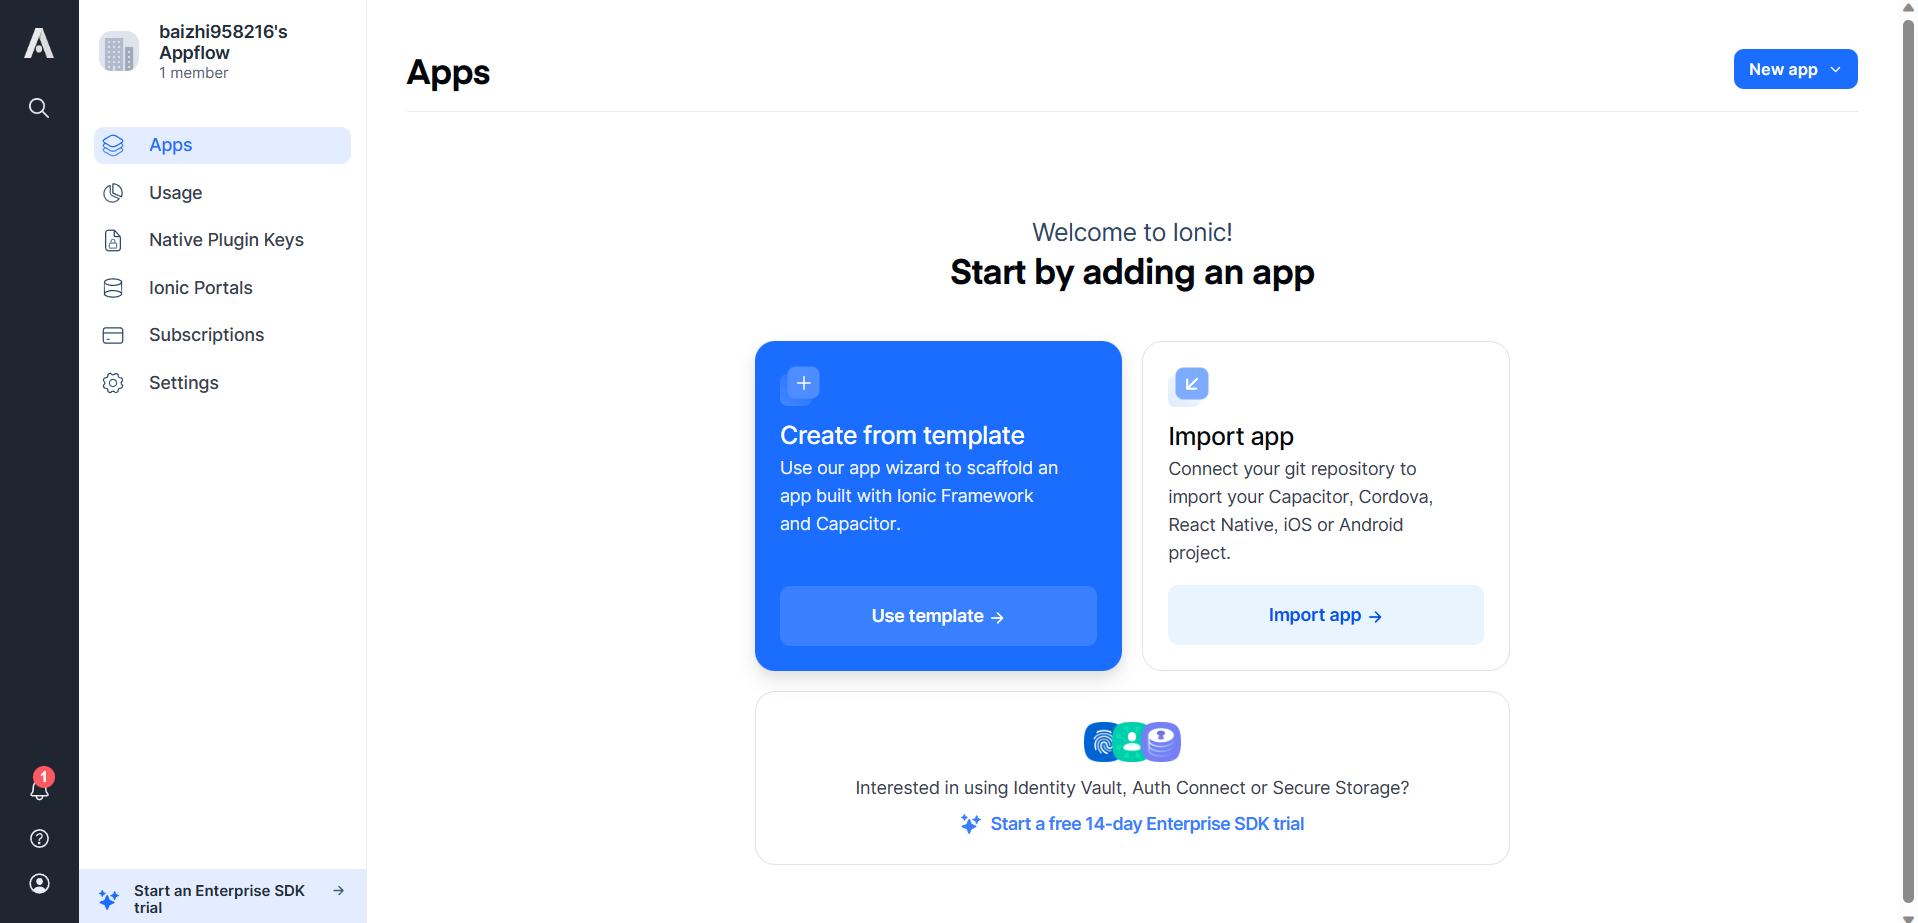 baizhi958216's
Appflow
1 member
Apps
Usage
Native Plugin Keys
Ionic Portals
Subscriptions
Settings
1
Start an Enterprise SDK
trial
Apps
New app
Welcome to Ionic!
Start by adding an app
Create from template
Use our app wizard to scaffold an
app built with Ionic Framework
and Capacitor.
Use template →
Import app
Connect your git repository to
import your Capacitor, Cordova,
React Native, iOS or Android
project.
Import app →
Interested in using Identity Vault, Auth Connect or Secure Storage?
Start a free 14-day Enterprise SDK trial